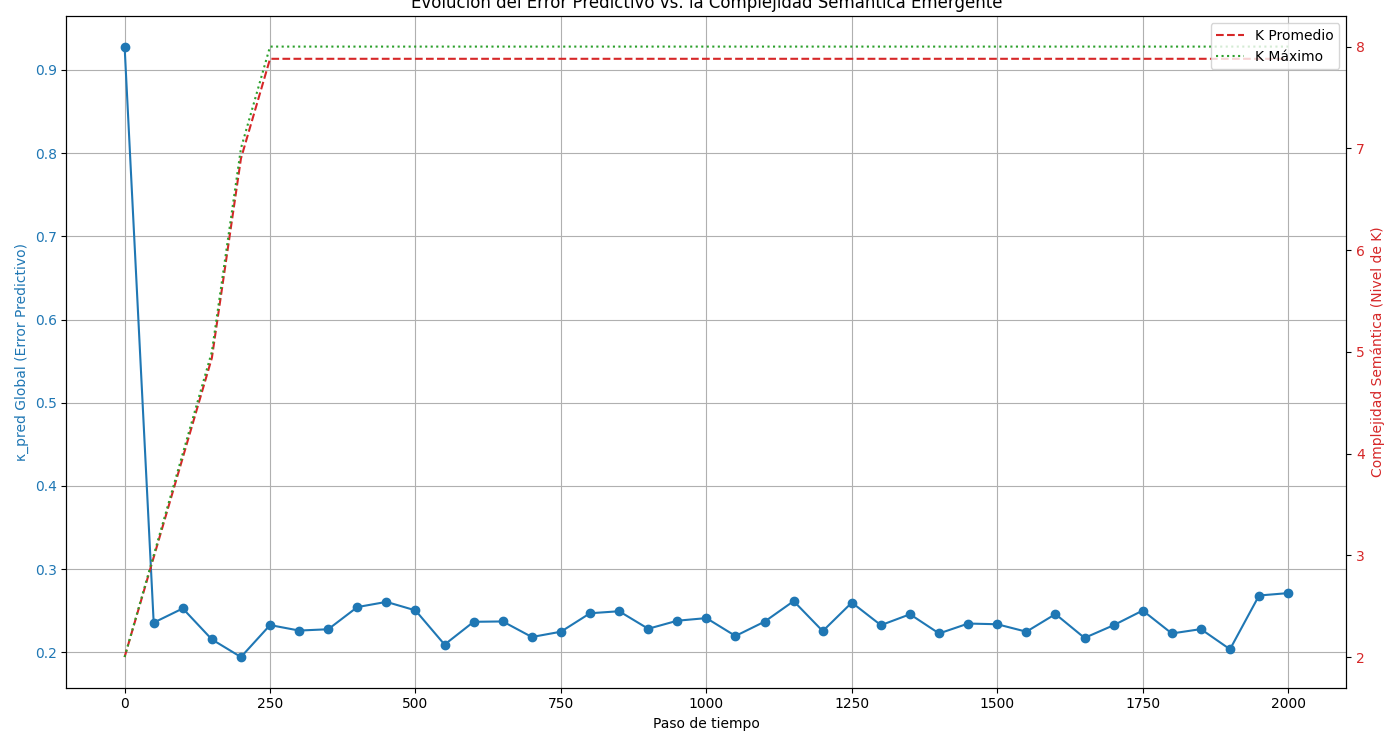 Evolución del Error Predictivo vs. la Complejidad Semántica Emergente
K Promedio
K Máximo
0.9
0.8
0.7
0.6
0.5
0.4
0.3
0.2
κ_pred Global (Error Predictivo)
8
7
6
5
4
3
2
Complejidad Semántica (Nivel de K)
0 250 500 750 1000 1250 1500 1750 2000
Paso de tiempo